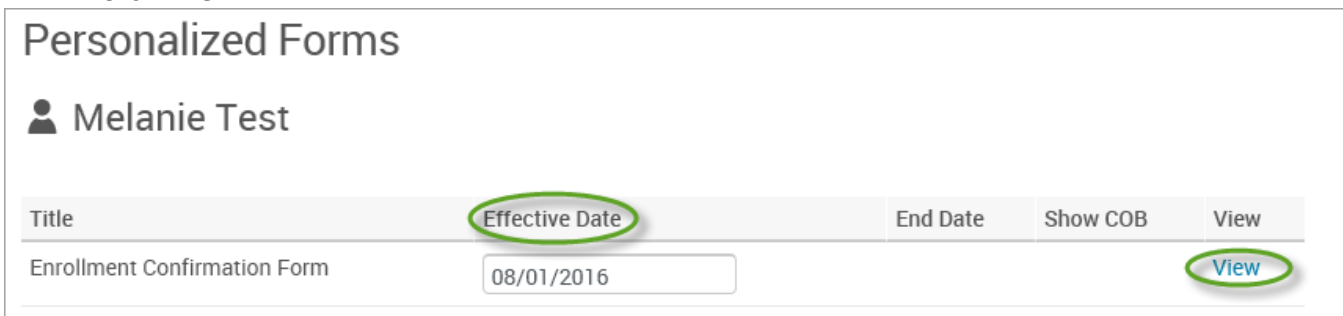 Personalized Forms
Melanie Test
Title Effective Date End Date Show COB View
Enrollment Confirmation Form 08/01/2016 View